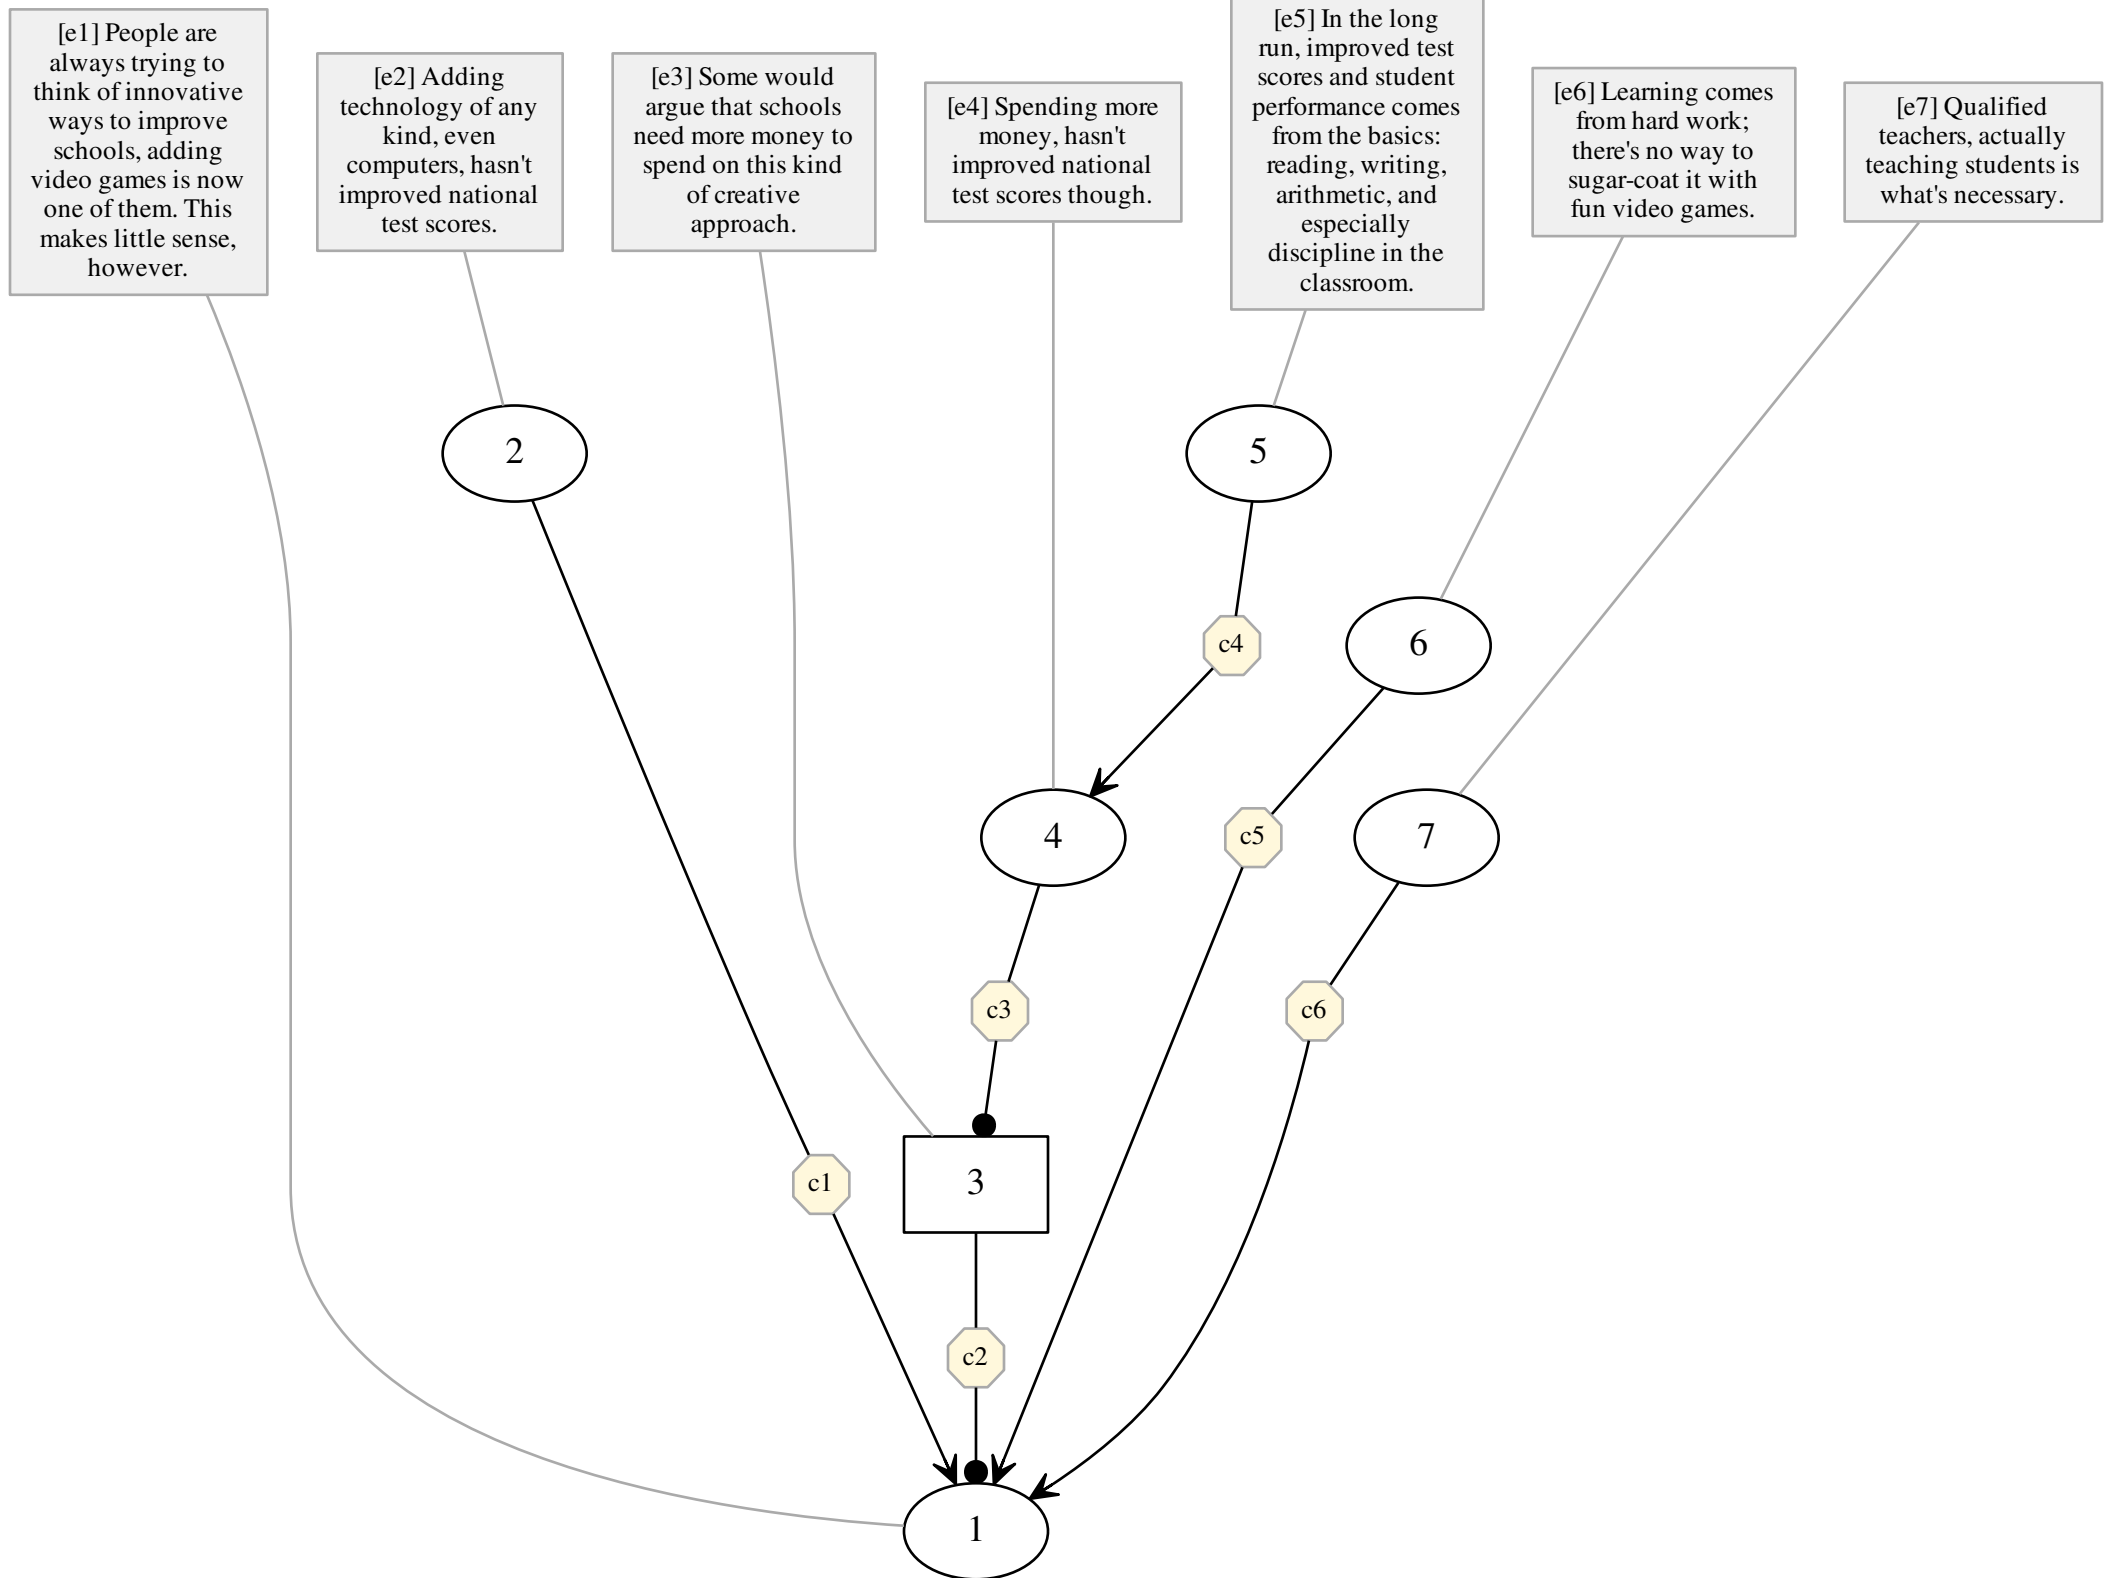 [e1] People are
always trying to
think of innovative
ways to improve
schools, adding
video games is now
one of them. This
makes little sense,
however.
[e2] Adding
technology of any
kind, even
computers, hasn't
improved national
test scores.
[e3] Some would
argue that schools
need more money to
spend on this kind
of creative
approach.
[e4] Spending more
money, hasn't
improved national
test scores though.
[e5] In the long
run, improved test
scores and student
performance comes
from the basics:
reading, writing,
arithmetic, and
especially
discipline in the
classroom.
[e6] Learning comes
from hard work;
there's no way to
sugar-coat it with
fun video games.
[e7] Qualified
teachers, actually
teaching students is
what's necessary.
2
5
c4
6
4
c5
7
c3
c6
c1
3
c2
1